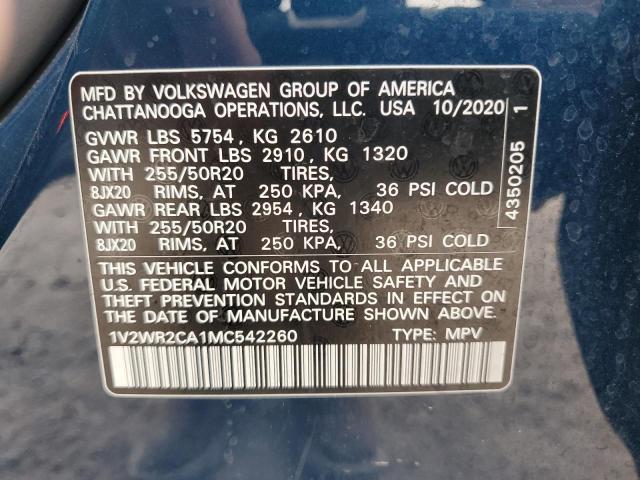 MFD BY VOLKSWAGEN GROUP OF AMERICA
CHATTANOOGA OPERATIONS, LLC. USA 10/2020
GVWR LBS 5754, KG 2610
GAWR FRONT LBS 2910, KG 1320
WITH 255/50R20 TIRES,
8JX20 RIMS, AT 250 KPA, 36 PSI COLD
GAWR REAR LBS 2954, KG 1340
WITH 255/50R20 TIRES,
8JX20 RIMS, AT 250 KPA, 36 PSI COLD
THIS VEHICLE CONFORMS TO ALL APPLICABLE
U.S. FEDERAL MOTOR VEHICLE SAFETY AND
THEFT PREVENTION STANDARDS IN EFFECT ON
THE DATE OF MANUFACTURE SHOWN ABOVE.
1V2WR2CA1MC542260 TYPE: MPV
4350205 1